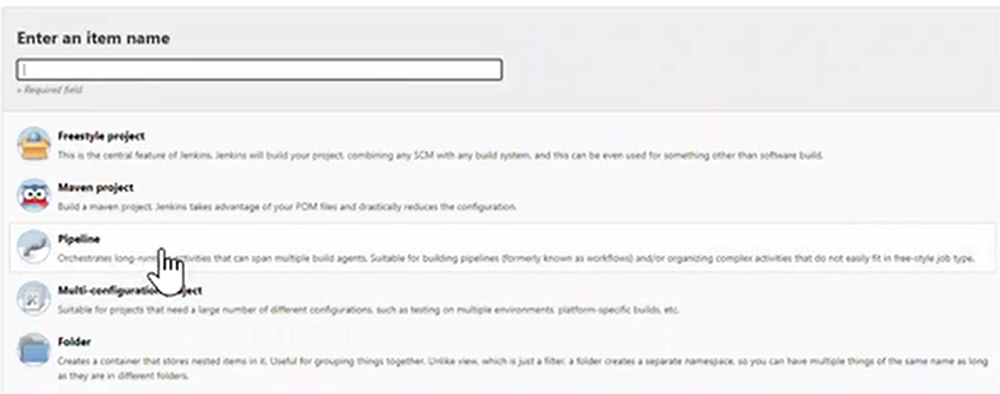 Enter an item name
» Required field
Freestyle project
This is the central feature of Jenkins. Jenkins will build your project, combining any SCM with any build system, and this can be even used for something other than software build.
Maven project
Build a maven project. Jenkins takes advantage of your POM files and drastically reduces the configuration.
Pipeline
Orchestrates long-running activities that can span multiple build agents. Suitable for building pipelines (formerly known as workflows) and/or organizing complex activities that do not easily fit in free-style job type.
Multi-configuration project
Suitable for projects that need a large number of different configurations, such as testing on multiple environments, platform-specific builds, etc.
Folder
Creates a container that stores nested items in it. Useful for grouping things together. Unlike view, which is just a filter, a folder creates a separate namespace, so you can have multiple things of the same name as long
as they are in different folders.